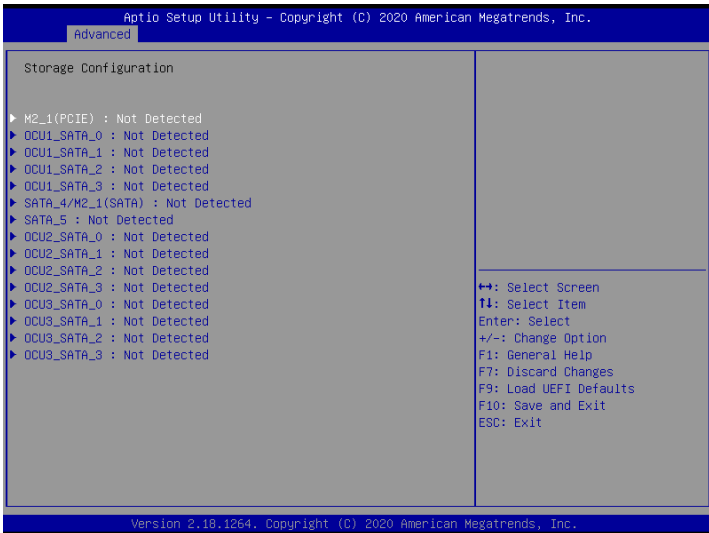 Aptio Setup Utility – Copyright (C) 2020 American Megatrends, Inc.
Advanced
Storage Configuration
M2_1(PCIE) : Not Detected
OCU1_SATA_0 : Not Detected
OCU1_SATA_1 : Not Detected
OCU1_SATA_2 : Not Detected
OCU1_SATA_3 : Not Detected
SATA_4/M2_1(SATA) : Not Detected
SATA_5 : Not Detected
OCU2_SATA_0 : Not Detected
OCU2_SATA_1 : Not Detected
OCU2_SATA_2 : Not Detected
OCU2_SATA_3 : Not Detected
OCU3_SATA_0 : Not Detected
OCU3_SATA_1 : Not Detected
OCU3_SATA_2 : Not Detected
OCU3_SATA_3 : Not Detected
↔: Select Screen
↑↓: Select Item
Enter: Select
+/-: Change Option
F1: General Help
F7: Discard Changes
F9: Load UEFI Defaults
F10: Save and Exit
ESC: Exit
Version 2.18.1264. Copyright (C) 2020 American Megatrends, Inc.